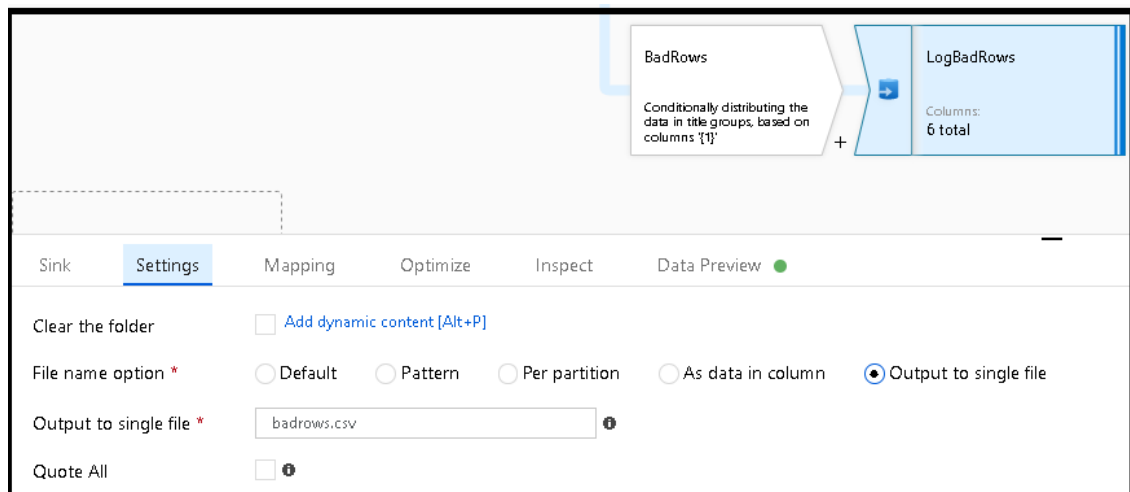 BadRows
Conditionally distributing the
data in title groups, based on
columns '{1}'
+
LogBadRows
Columns:
6 total
Sink Settings Mapping Optimize Inspect Data Preview
Clear the folder Add dynamic content [Alt+P]
File name option * Default Pattern Per partition As data in column Output to single file
Output to single file * badrows.csv
Quote All